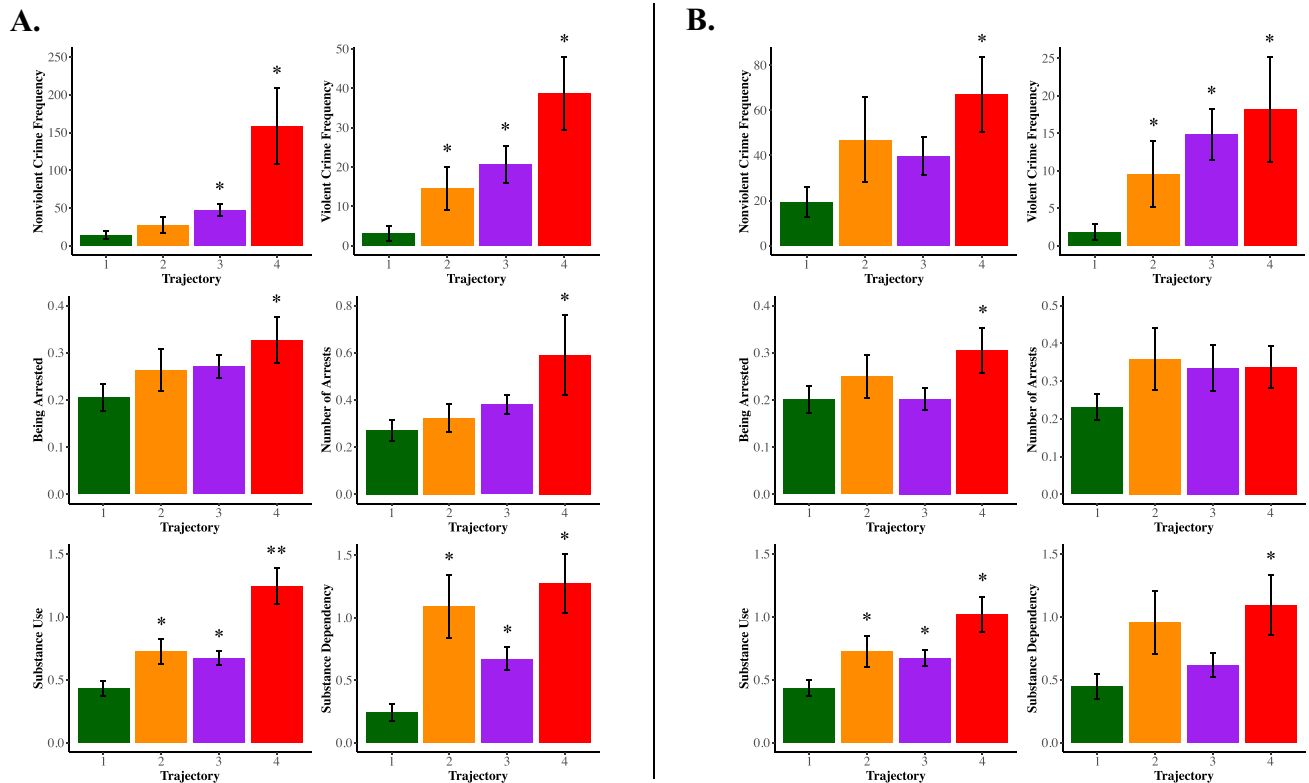 A.
Nonviolent Crime Frequency
250
200
150
100
50
0
*
*
1 2 3 4
Trajectory
Violent Crime Frequency
50
40
30
20
10
0
*
*
*
1 2 3 4
Trajectory
Being Arrested
0.4
0.3
0.2
0.1
0.0
*
1 2 3 4
Trajectory
Number of Arrests
0.8
0.6
0.4
0.2
0.0
*
1 2 3 4
Trajectory
Substance Use
1.5
1.0
0.5
0.0
*
*
**
1 2 3 4
Trajectory
Substance Dependency
1.5
1.0
0.5
0.0
*
*
*
1 2 3 4
Trajectory
B.
Nonviolent Crime Frequency
80
60
40
20
0
*
1 2 3 4
Trajectory
Violent Crime Frequency
25
20
15
10
5
0
*
*
*
1 2 3 4
Trajectory
Being Arrested
0.4
0.3
0.2
0.1
0.0
*
1 2 3 4
Trajectory
Number of Arrests
0.5
0.4
0.3
0.2
0.1
0.0
1 2 3 4
Trajectory
Substance Use
1.5
1.0
0.5
0.0
*
*
*
1 2 3 4
Trajectory
Substance Dependency
1.5
1.0
0.5
0.0
*
1 2 3 4
Trajectory